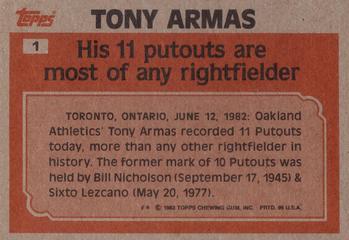 Topps
TONY ARMAS
1
His 11 putouts are
most of any rightfielder
TORONTO, ONTARIO, JUNE 12, 1982: Oakland
Athletics' Tony Armas recorded 11 Putouts
today, more than any other rightfielder in
history. The former mark of 10 Putouts was
held by Bill Nicholson (September 17, 1945) &
Sixto Lezcano (May 20, 1977).
© 1983 TOPPS CHEWING GUM, INC. PRTD. IN U.S.A.